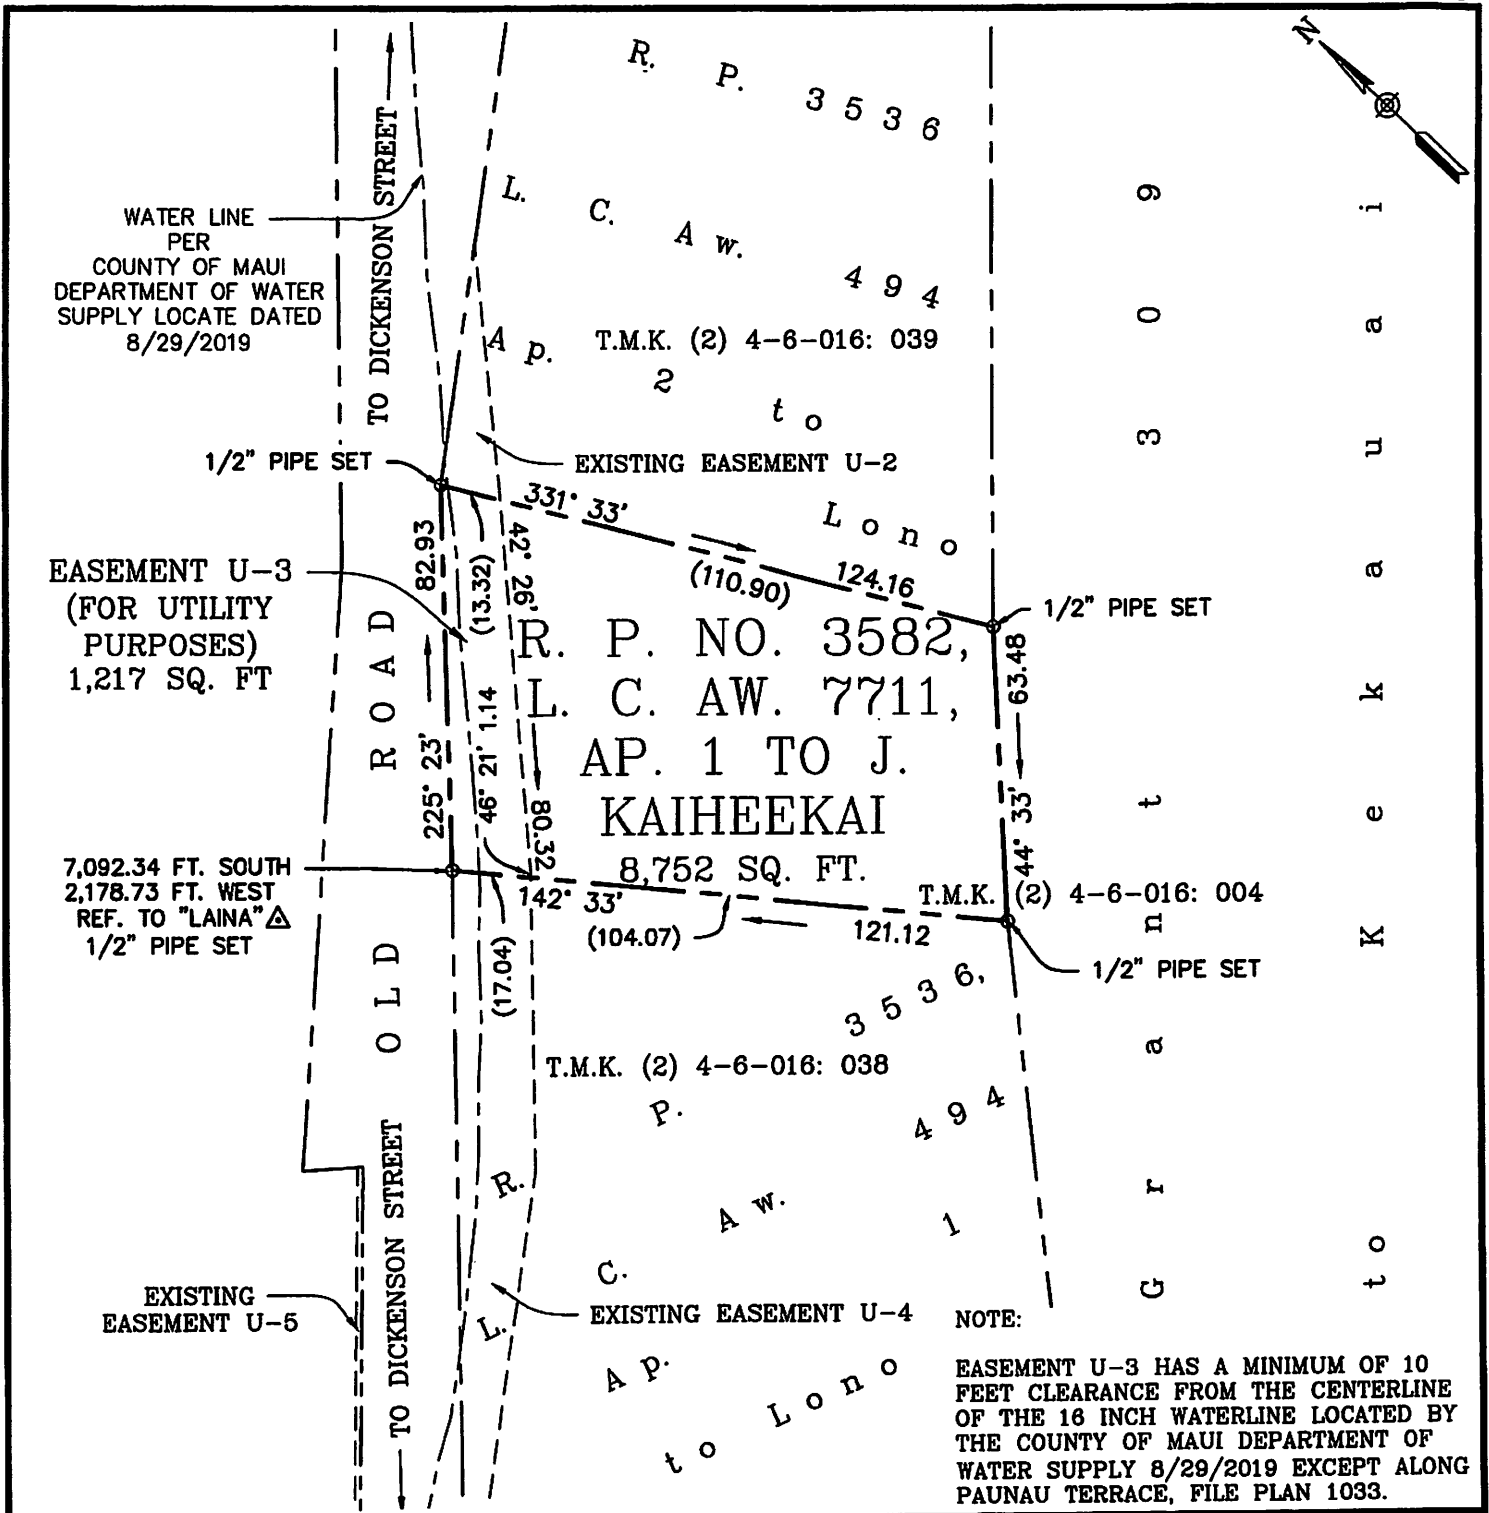 N
R. P. 3536
L. C. Aw. 494
Ap. 2 to Lono
TO DICKENSON STREET
WATER LINE
PER
COUNTY OF MAUI
DEPARTMENT OF WATER
SUPPLY LOCATE DATED
8/29/2019
T.M.K. (2) 4-6-016: 039
1/2" PIPE SET
EXISTING EASEMENT U-2
331° 33'
(110.90)
124.16
(13.32)
42° 26'
80.32
82.93
225° 23'
46° 21' 1.14
EASEMENT U-3
(FOR UTILITY
PURPOSES)
1,217 SQ. FT
OLD ROAD
1/2" PIPE SET
63.48
44° 33'
R. P. NO. 3582,
L. C. AW. 7711,
AP. 1 TO J.
KAIHEEKAI
8,752 SQ. FT.
T.M.K. (2) 4-6-016: 004
7,092.34 FT. SOUTH
2,178.73 FT. WEST
REF. TO "LAINA"
1/2" PIPE SET
142° 33'
(104.07)
121.12
(17.04)
1/2" PIPE SET
T.M.K. (2) 4-6-016: 038
R. P. 3536,
L. C. Aw. 494
Ap. 1
to Lono
Grant 3049
to Kekauaki
TO DICKENSON STREET
EXISTING
EASEMENT U-5
EXISTING EASEMENT U-4
NOTE:
EASEMENT U-3 HAS A MINIMUM OF 10
FEET CLEARANCE FROM THE CENTERLINE
OF THE 16 INCH WATERLINE LOCATED BY
THE COUNTY OF MAUI DEPARTMENT OF
WATER SUPPLY 8/29/2019 EXCEPT ALONG
PAUNAU TERRACE, FILE PLAN 1033.